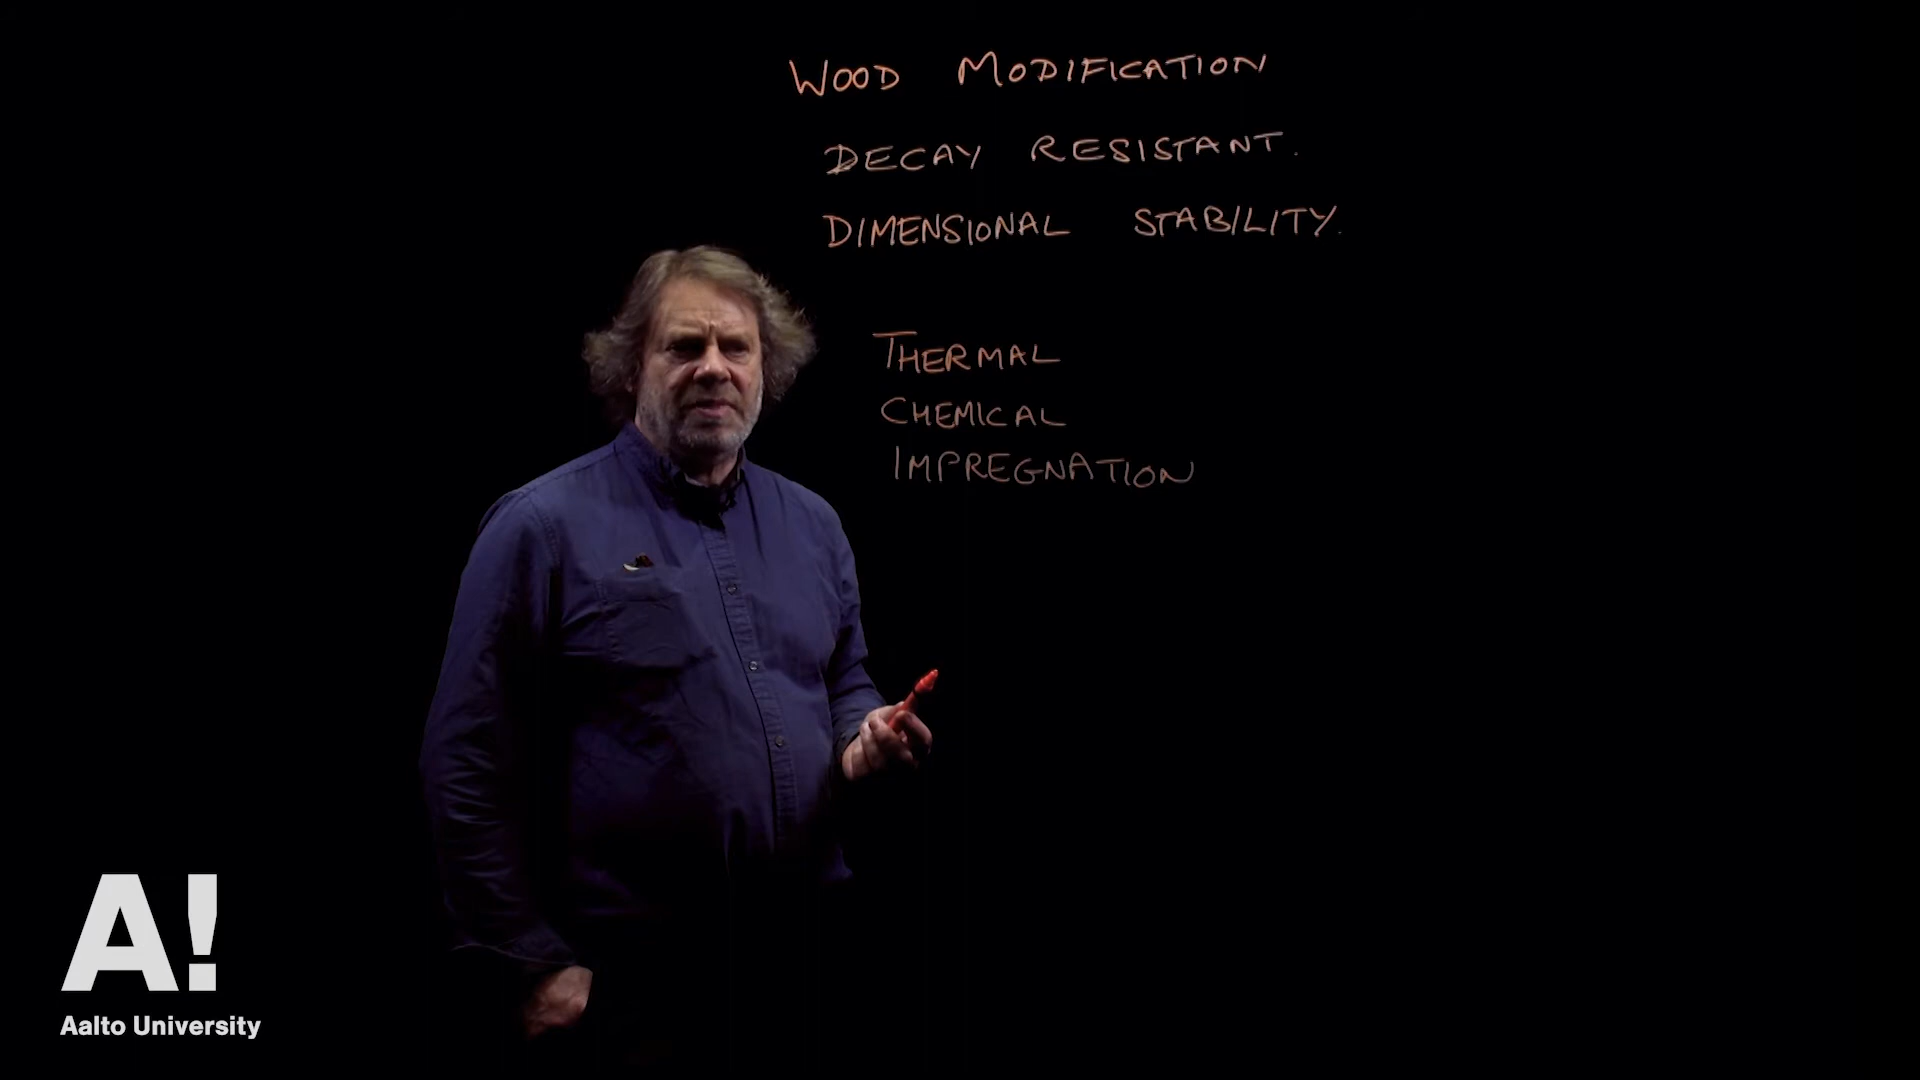 WOOD MODIFICATION
DECAY RESISTANT.
DIMENSIONAL STABILITY.
THERMAL
CHEMICAL
IMPREGNATION
A!
Aalto University